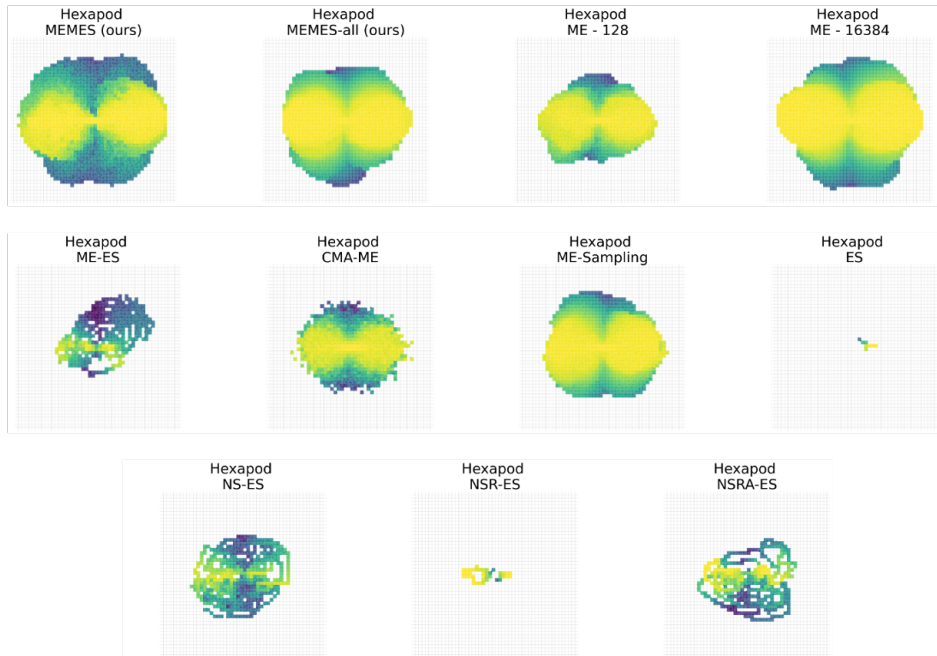 Hexapod
MEMES (ours)
Hexapod
MEMES-all (ours)
Hexapod
ME - 128
Hexapod
ME - 16384
Hexapod
ME-ES
Hexapod
CMA-ME
Hexapod
ME-Sampling
Hexapod
ES
Hexapod
NS-ES
Hexapod
NSR-ES
Hexapod
NSRA-ES